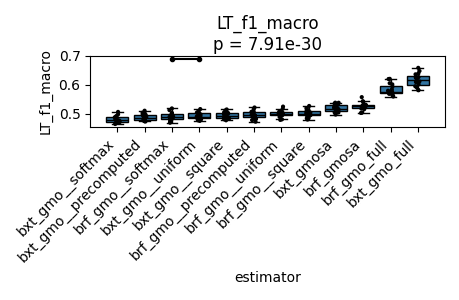 LT_f1_macro
p = 7.91e-30
LT_f1_macro
0.7
0.6
0.5
bxt_gmo__softmax
bxt_gmo__precomputed
brf_gmo__softmax
bxt_gmo__uniform
bxt_gmo__square
brf_gmo__precomputed
brf_gmo__uniform
brf_gmo__square
bxt_gmosa
brf_gmosa
brf_gmo_full
bxt_gmo_full
estimator